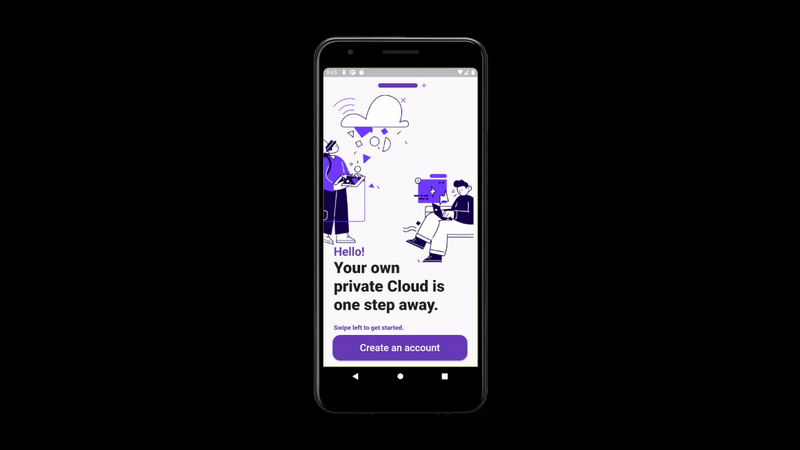 Hello!
Your own
private Cloud is
one step away.
Swipe left to get started.
Create an account